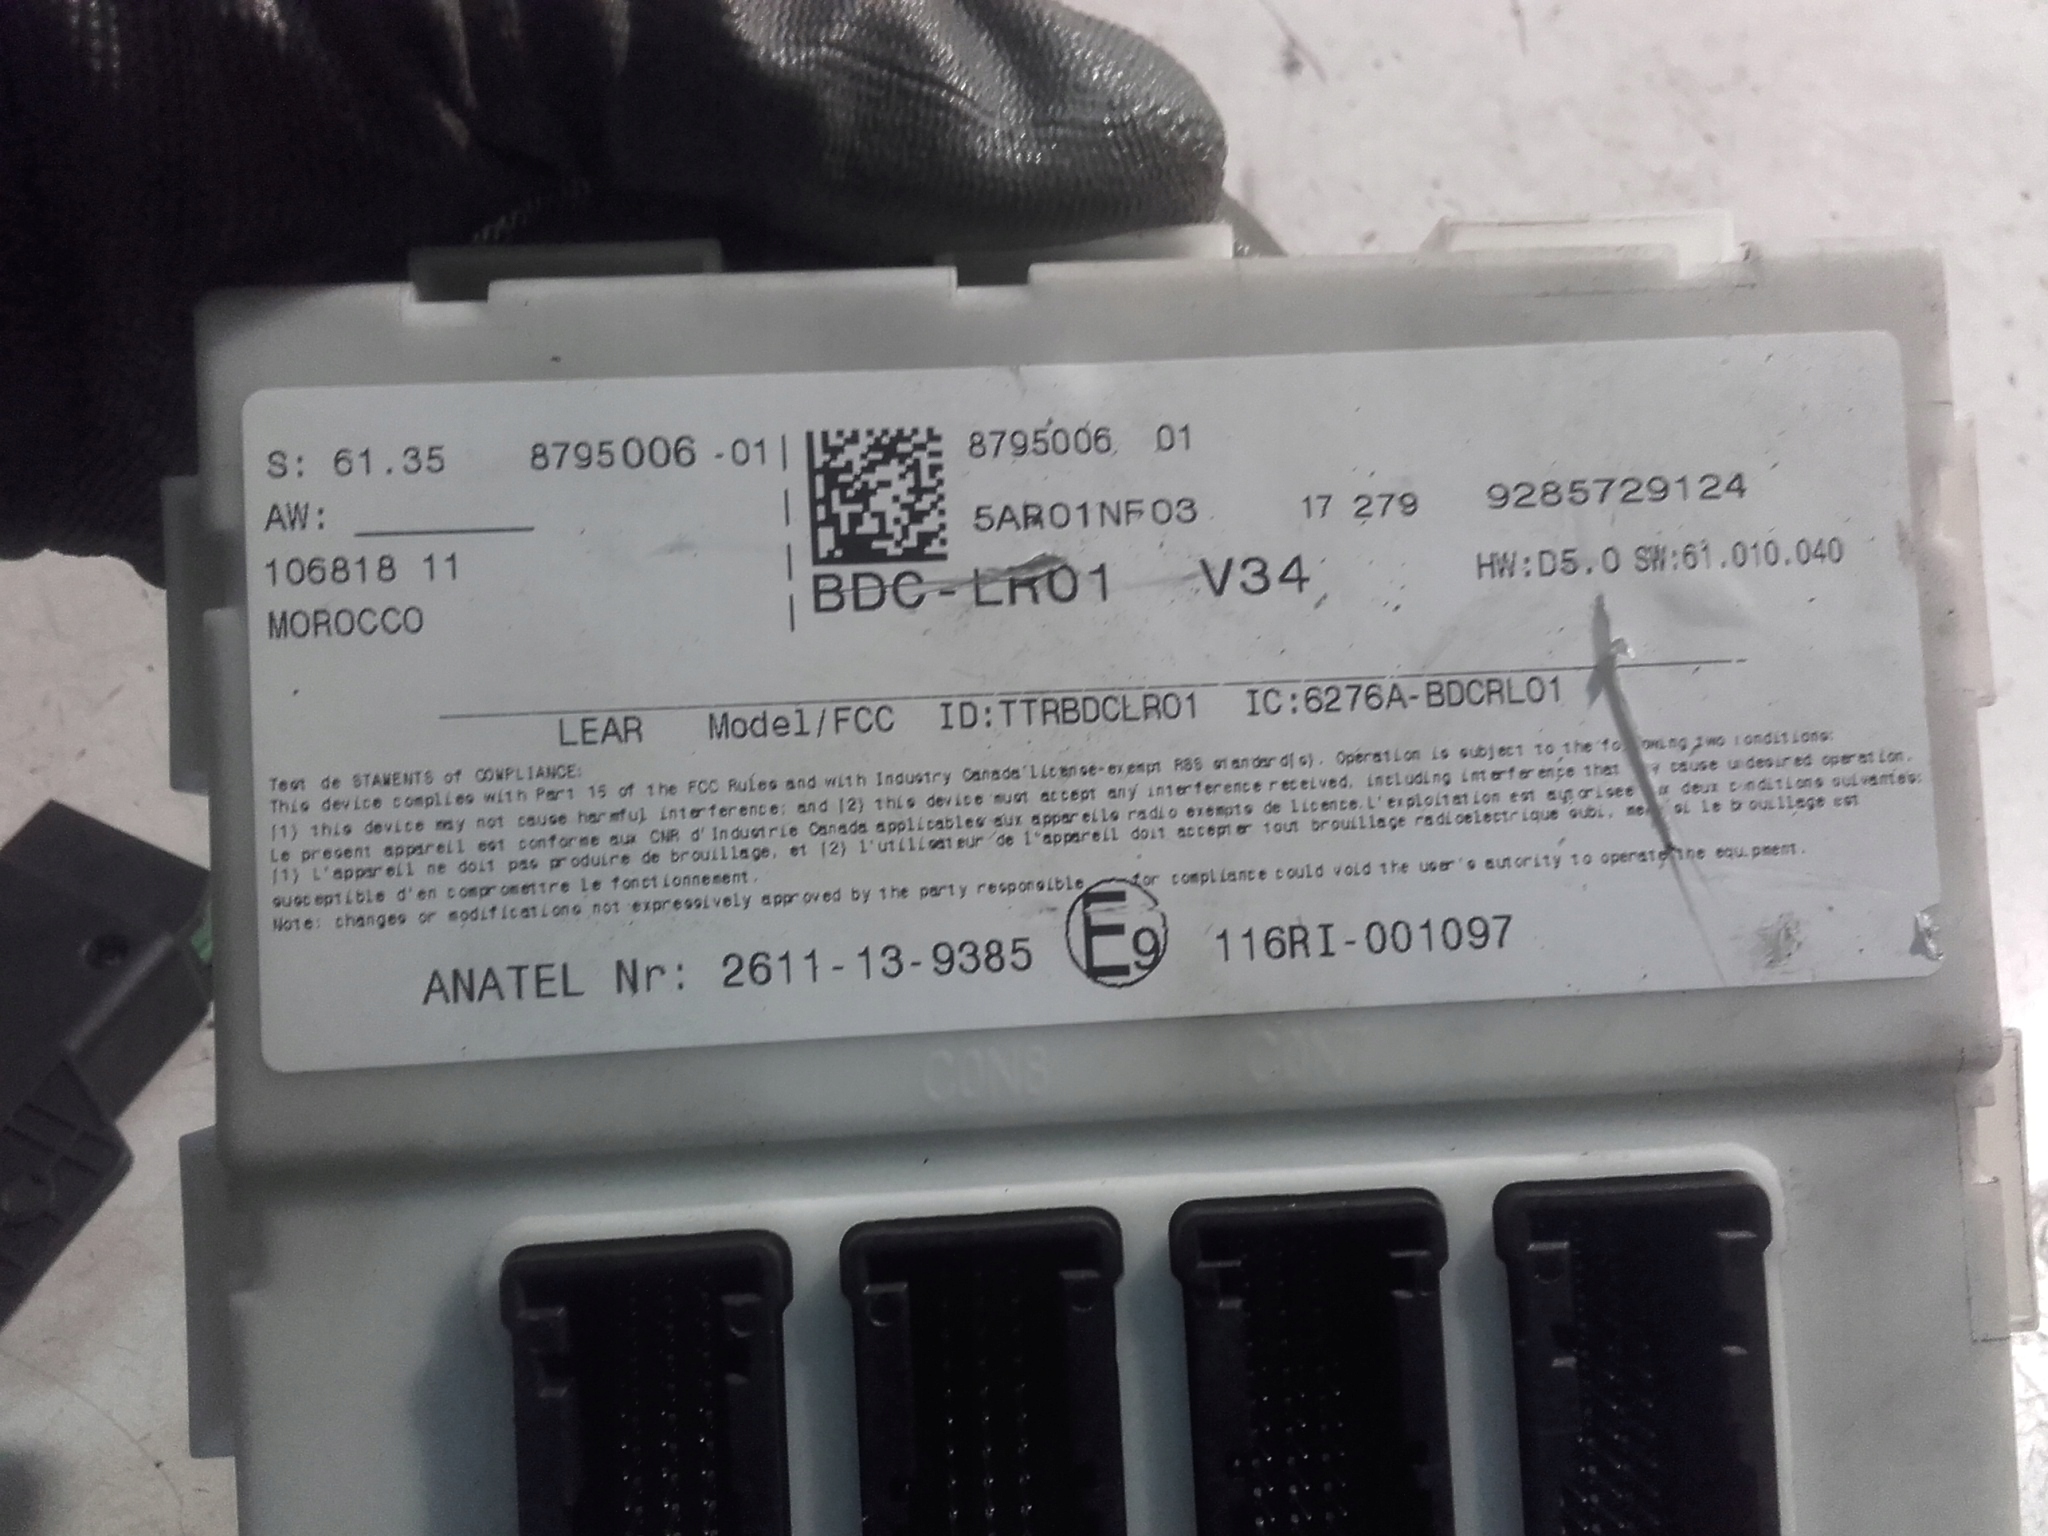 S: 61.35 8795006 -01
AW:
106818 11
MOROCCO
8795006 01
5AR01NF03 17 279 9285729124
BDC-LR01 V34 HW:D5.0 SW:61.010.040
LEAR Model/FCC ID:TTRBDCLR01 IC:6276A-BDCRL01
Test de STAMENTS of COMPLIANCE:
This device complies with Part 15 of the FCC Rules and with Industry Canada license-exempt RSS standard(s). Operation is subject to the following two conditions:
(1) this device may not cause harmful interference; and (2) this device must accept any interference received, including interference that may cause undesired operation.
Le present appareil est conforme aux CNR d'Industrie Canada applicables aux appareils radio exempts de licence.L'exploitation est autorisee aux deux conditions suivantes:
(1) L'appareil ne doit pas produire de brouillage, et (2) l'utilisateur de l'appareil doit accepter tout brouillage radioelectrique subi, meme si le brouillage est
susceptible d'en compromettre le fonctionnement.
Note: changes or modifications not expressively approved by the party responsible for compliance could void the user's autority to operate the equipment.
ANATEL Nr: 2611-13-9385 E9 116RI-001097
CON8 CON